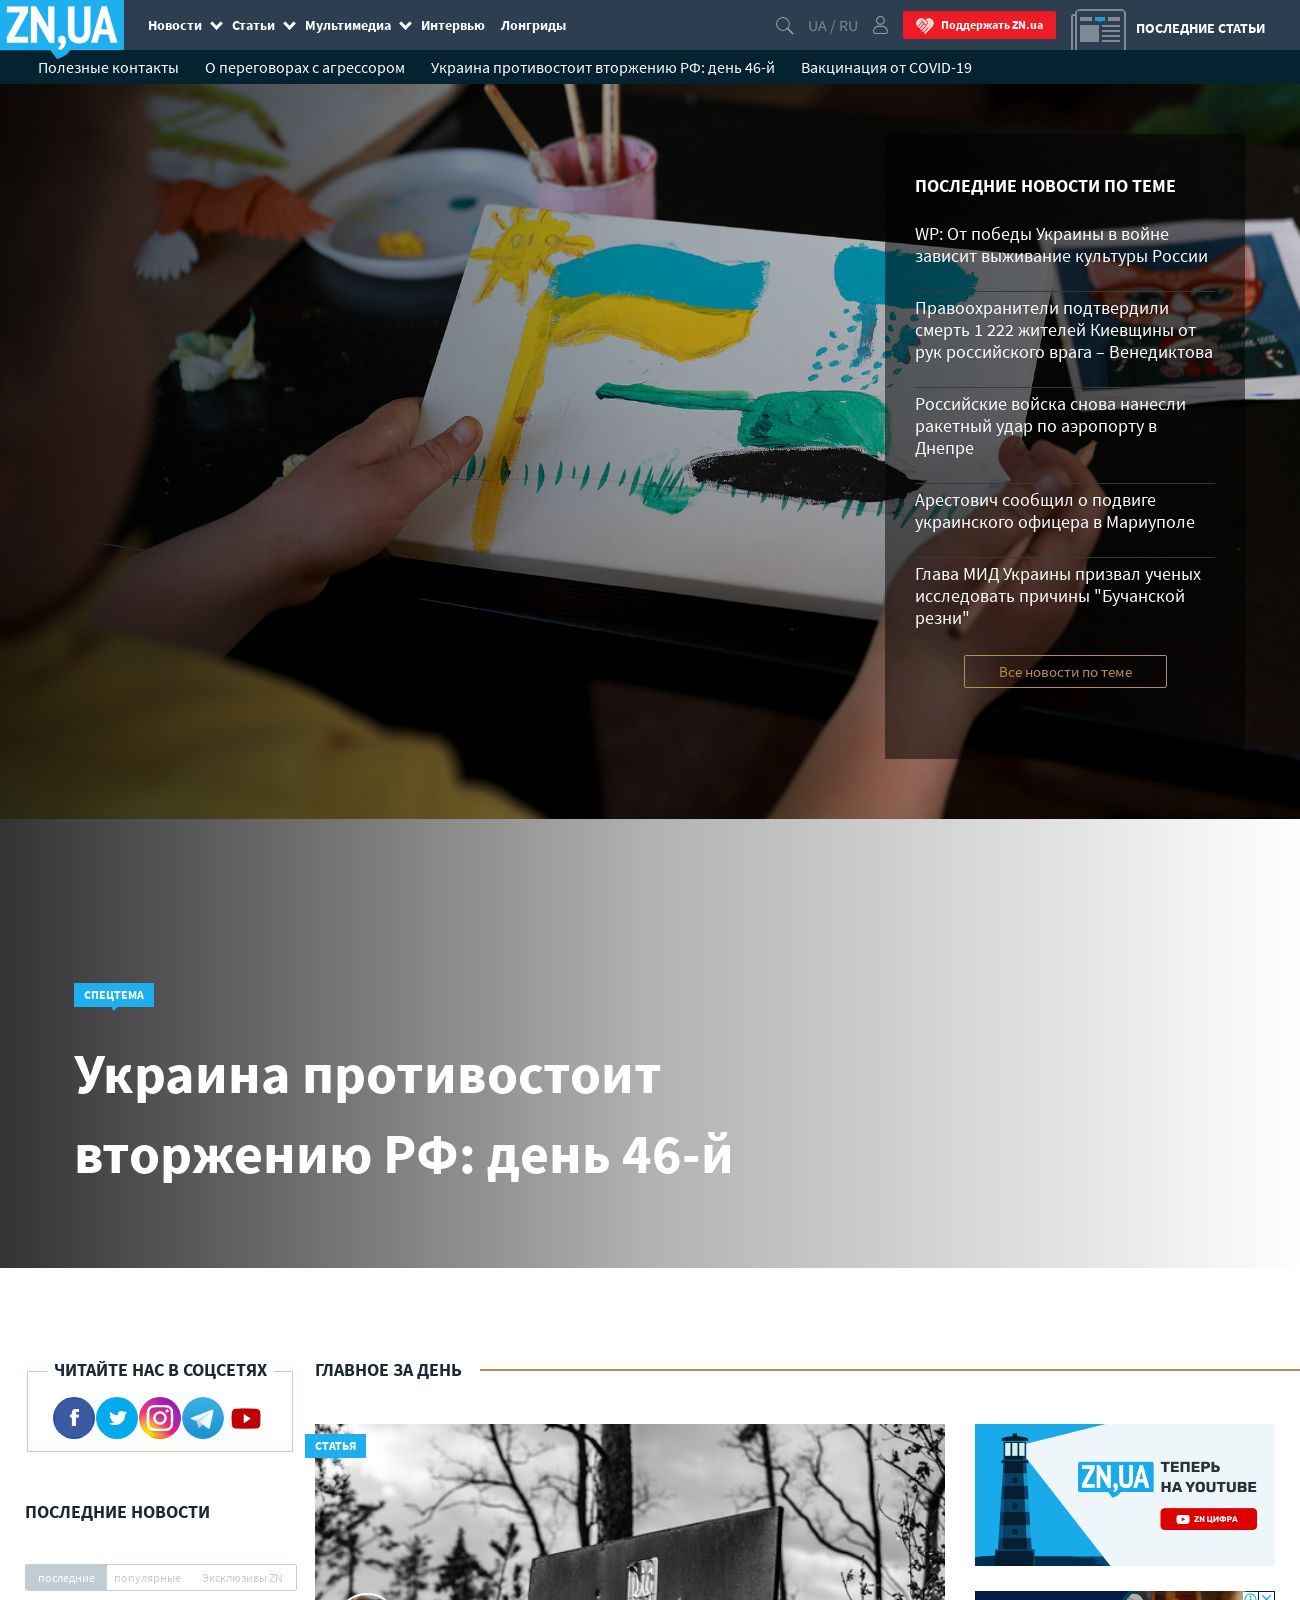 ZN,UA
Новости
Статьи
Мультимедиа
Интервью
Лонгриды
UA / RU
Поддержать ZN.ua
ПОСЛЕДНИЕ СТАТЬИ
Полезные контакты
О переговорах с агрессором
Украина противостоит вторжению РФ: день 46-й
Вакцинация от COVID-19
ПОСЛЕДНИЕ НОВОСТИ ПО ТЕМЕ
WP: От победы Украины в войне
зависит выживание культуры России
Правоохранители подтвердили
смерть 1 222 жителей Киевщины от
рук российского врага – Венедиктова
Российские войска снова нанесли
ракетный удар по аэропорту в
Днепре
Арестович сообщил о подвиге
украинского офицера в Мариуполе
Глава МИД Украины призвал ученых
исследовать причины "Бучанской
резни"
Все новости по теме
СПЕЦТЕМА
Украина противостоит
вторжению РФ: день 46-й
ЧИТАЙТЕ НАС В СОЦСЕТЯХ
ГЛАВНОЕ ЗА ДЕНЬ
СТАТЬЯ
ZN,UA
ТЕПЕРЬ
НА YOUTUBE
ZN ЦИФРА
ПОСЛЕДНИЕ НОВОСТИ
последние
популярные
Эксклюзивы ZN